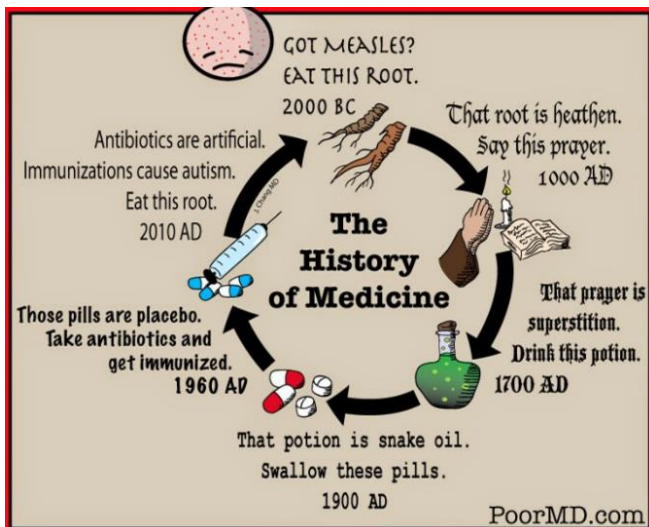 GOT MEASLES?
EAT THIS ROOT.
2000 BC
That root is heathen.
Say this prayer.
1000 AD
That prayer is
superstition.
Drink this potion.
1700 AD
That potion is snake oil.
Swallow these pills.
1900 AD
Those pills are placebo.
Take antibiotics and
get immunized.
1960 AD
Antibiotics are artificial.
Immunizations cause autism.
Eat this root.
2010 AD
J. Chang MD
The
History
of Medicine
PoorMD.com